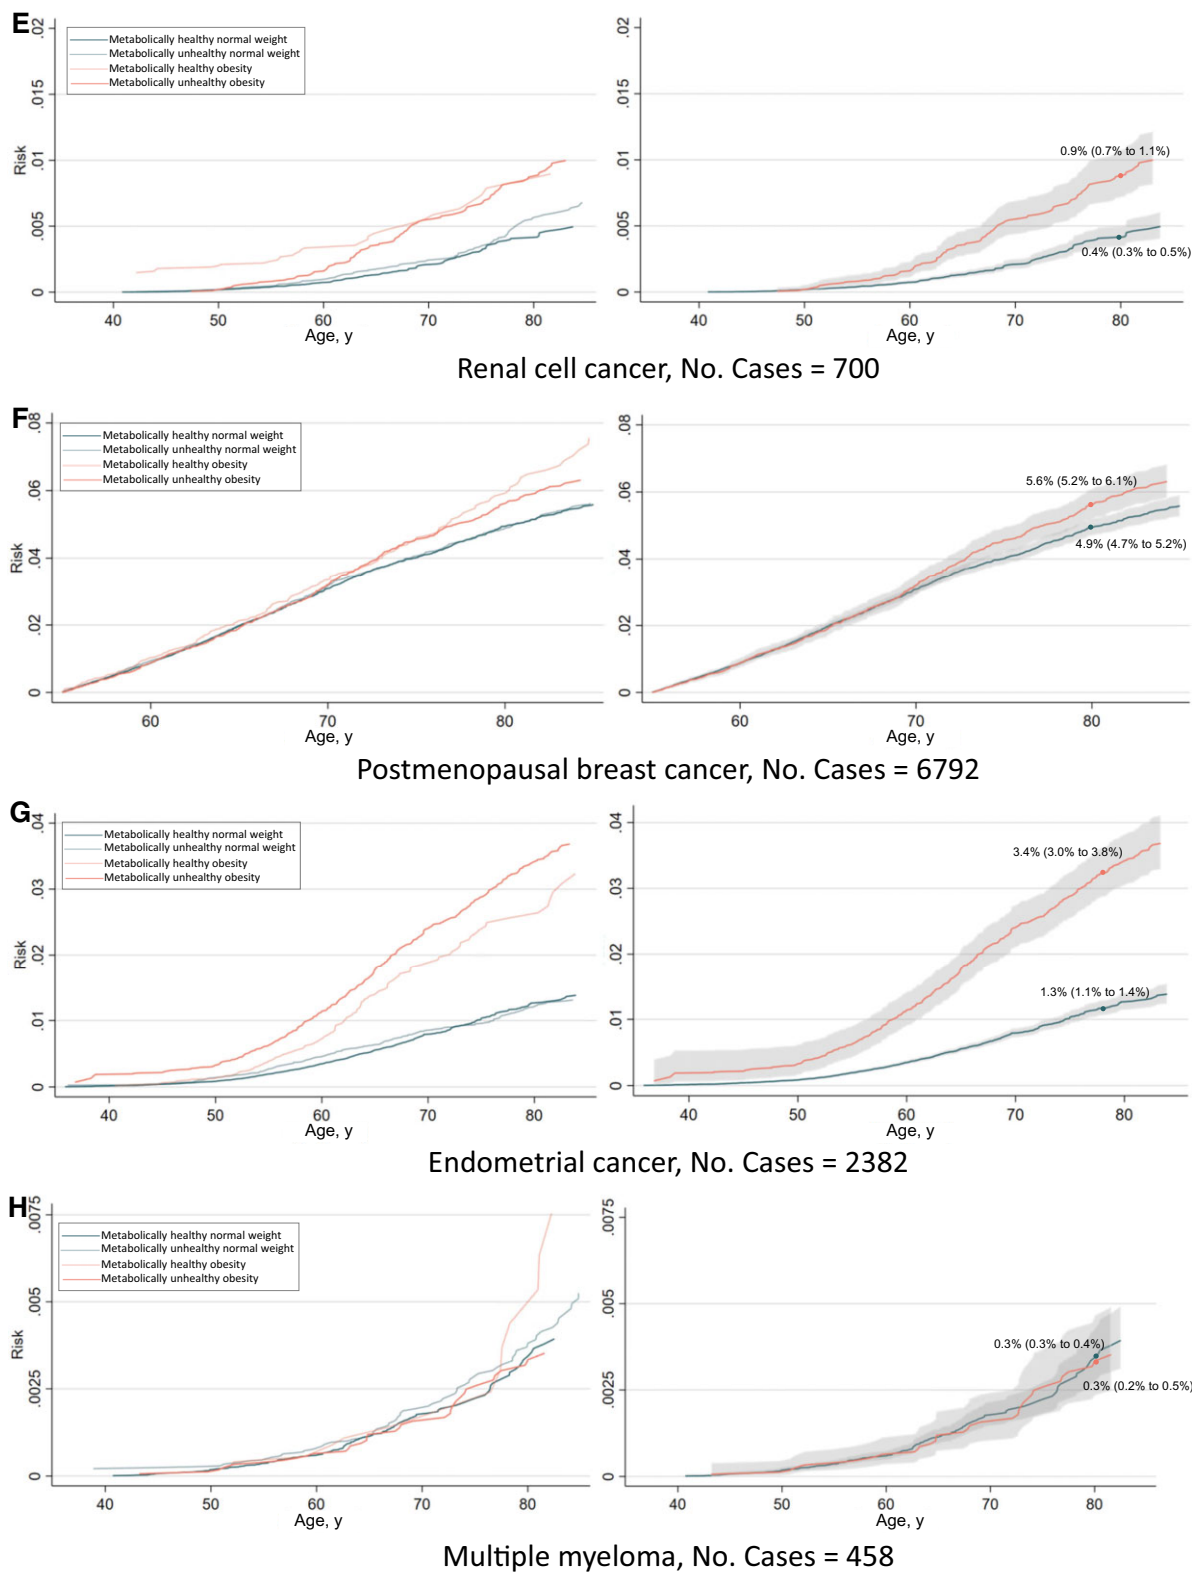 E
Metabolically healthy normal weight
Metabolically unhealthy normal weight
Metabolically healthy obesity
Metabolically unhealthy obesity
Risk
0 .005 .01 .015 .02
40 50 60 70 80
Age, y
0 .005 .01 .015 .02
0.9% (0.7% to 1.1%)
0.4% (0.3% to 0.5%)
40 50 60 70 80
Age, y
Renal cell cancer, No. Cases = 700
F
Metabolically healthy normal weight
Metabolically unhealthy normal weight
Metabolically healthy obesity
Metabolically unhealthy obesity
Risk
0 .02 .04 .06 .08
60 70 80
Age, y
0 .02 .04 .06 .08
5.6% (5.2% to 6.1%)
4.9% (4.7% to 5.2%)
60 70 80
Age, y
Postmenopausal breast cancer, No. Cases = 6792
G
Metabolically healthy normal weight
Metabolically unhealthy normal weight
Metabolically healthy obesity
Metabolically unhealthy obesity
Risk
0 .01 .02 .03 .04
40 50 60 70 80
Age, y
0 .01 .02 .03 .04
3.4% (3.0% to 3.8%)
1.3% (1.1% to 1.4%)
40 50 60 70 80
Age, y
Endometrial cancer, No. Cases = 2382
H
Metabolically healthy normal weight
Metabolically unhealthy normal weight
Metabolically healthy obesity
Metabolically unhealthy obesity
Risk
0 .0025 .005 .0075
40 50 60 70 80
Age, y
0 .0025 .005 .0075
0.3% (0.3% to 0.4%)
0.3% (0.2% to 0.5%)
40 50 60 70 80
Age, y
Multiple myeloma, No. Cases = 458